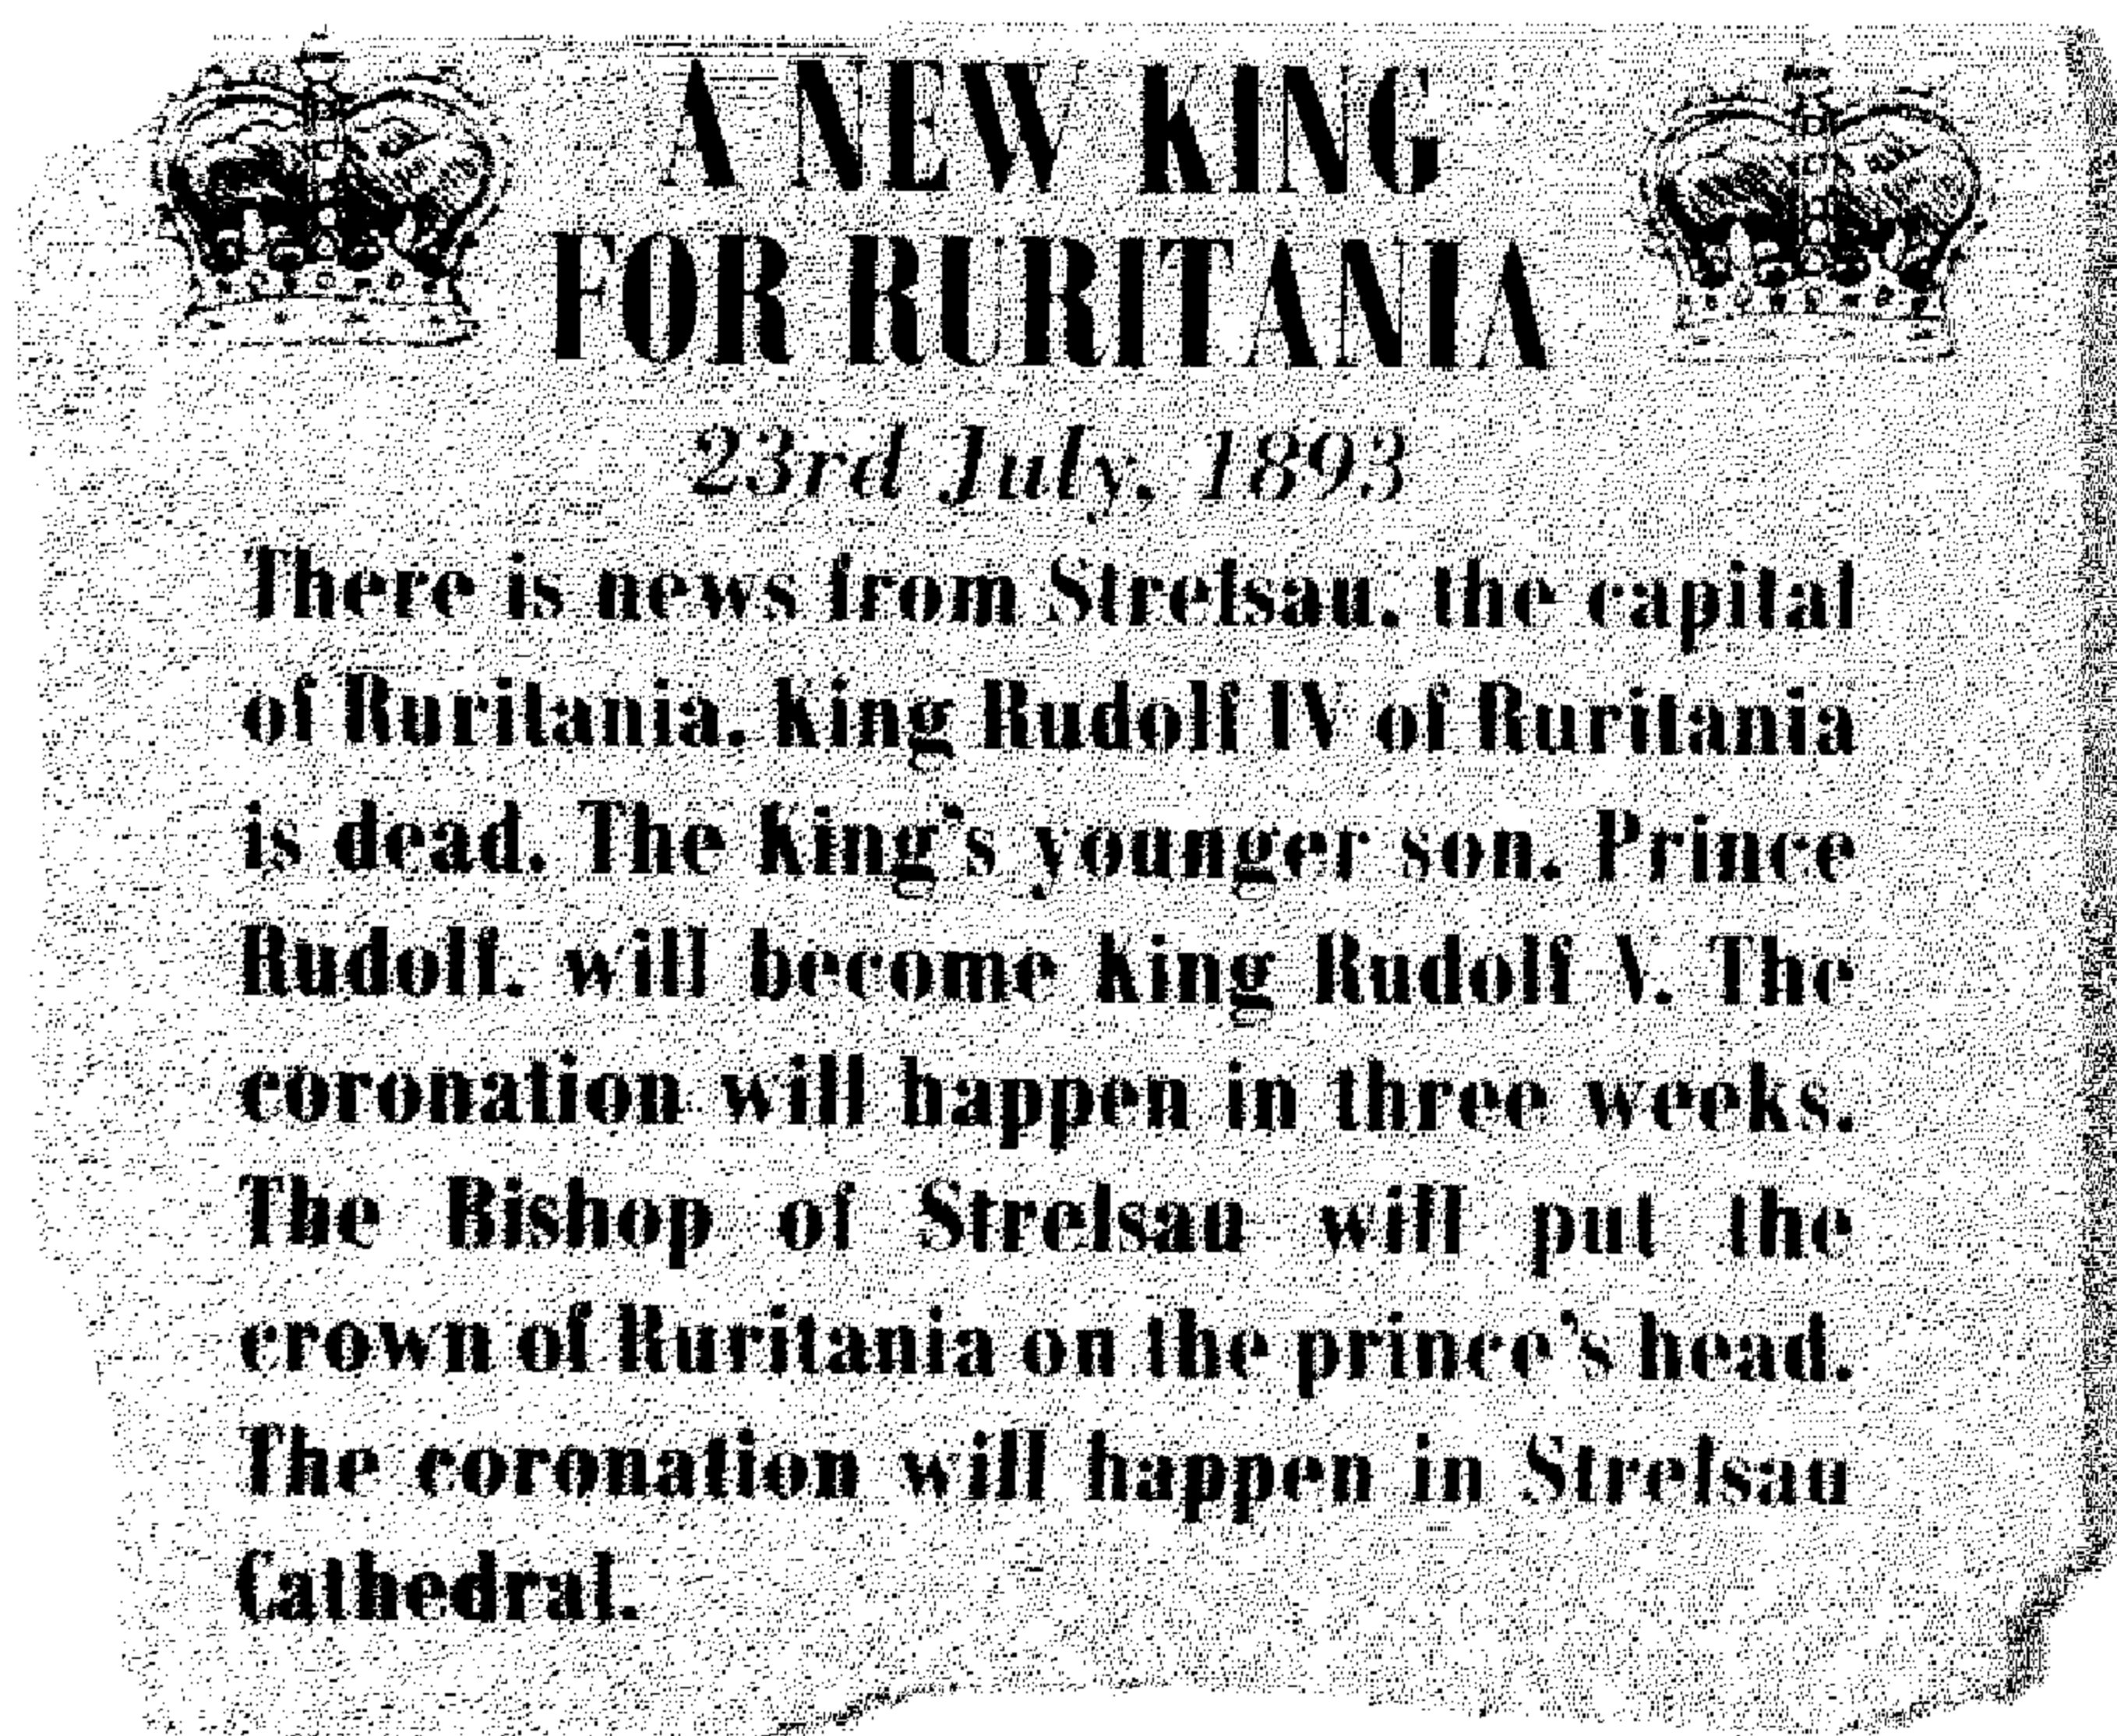 A NEW KING
FOR RURITANIA
23rd July, 1893
There is news from Strelsau, the capital
of Ruritania. King Rudolf IV of Ruritania
is dead. The King's younger son, Prince
Rudolf, will become King Rudolf V. The
coronation will happen in three weeks.
The Bishop of Strelsau will put the
crown of Ruritania on the prince's head.
The coronation will happen in Strelsau
Cathedral.